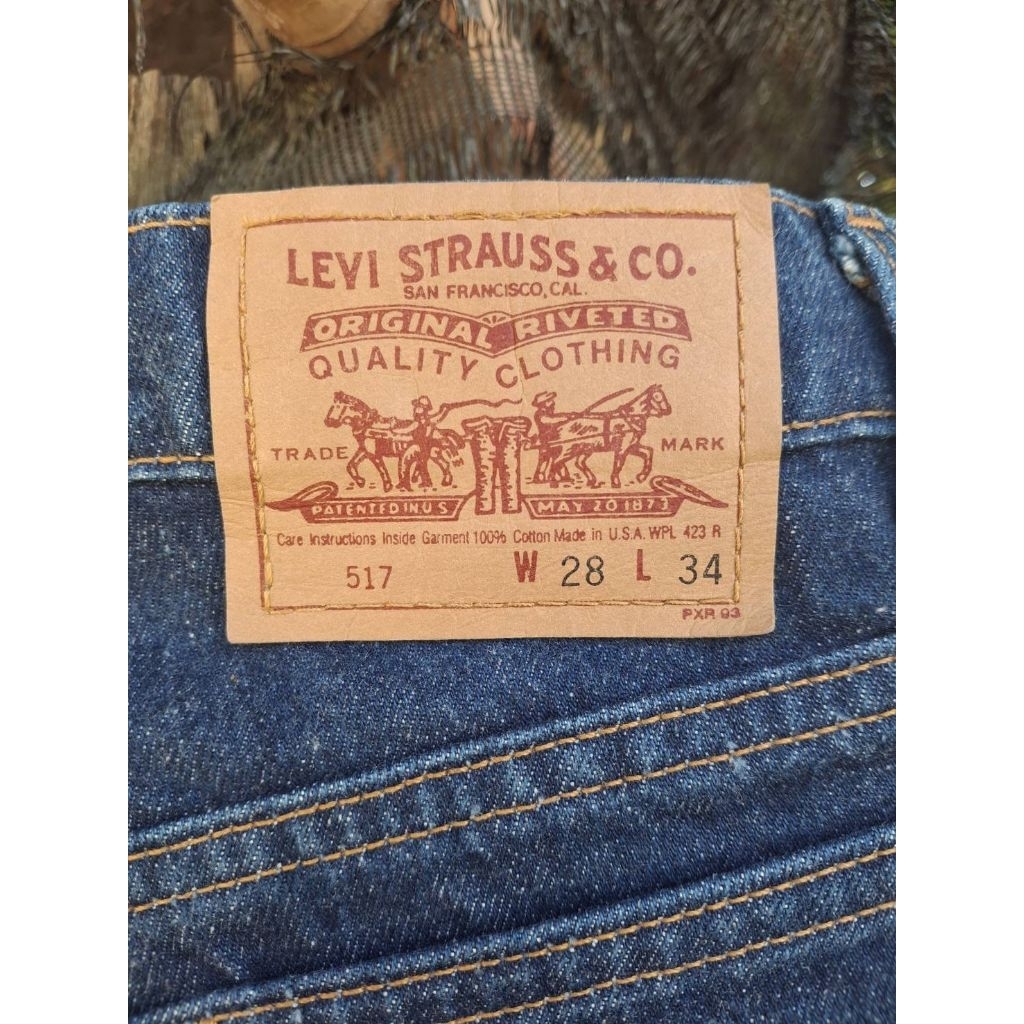 LEVI STRAUSS & CO.
SAN FRANCISCO, CAL.
ORIGINAL RIVETED
QUALITY CLOTHING
TRADE MARK
PATENTED IN U S MAY 20 1873
Care Instructions Inside Garment 100% Cotton Made in U.S.A. WPL 423 R
517 W 28 L 34
PXR 93